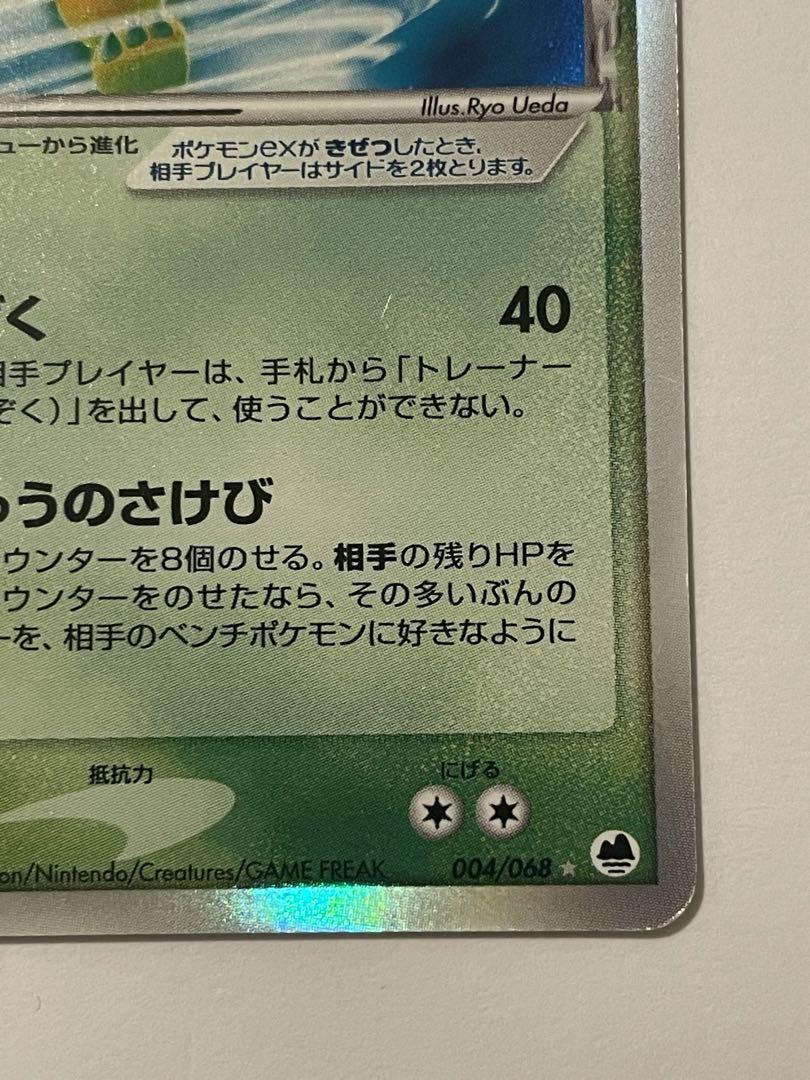 Illus.Ryo Ueda
ューから進化
ポケモンexが きぜつしたとき、
相手プレイヤーはサイドを2枚とります。
ぞく 40
相手プレイヤーは、手札から「トレーナー
ぞく)」を出して、使うことができない。
ゅうのさけび
ウンターを8個のせる。相手の残りHPを
ウンターをのせたなら、その多いぶんの
ーを、相手のベンチポケモンに好きなように
抵抗力 にげる
on/Nintendo/Creatures/GAME FREAK 004/068 ★